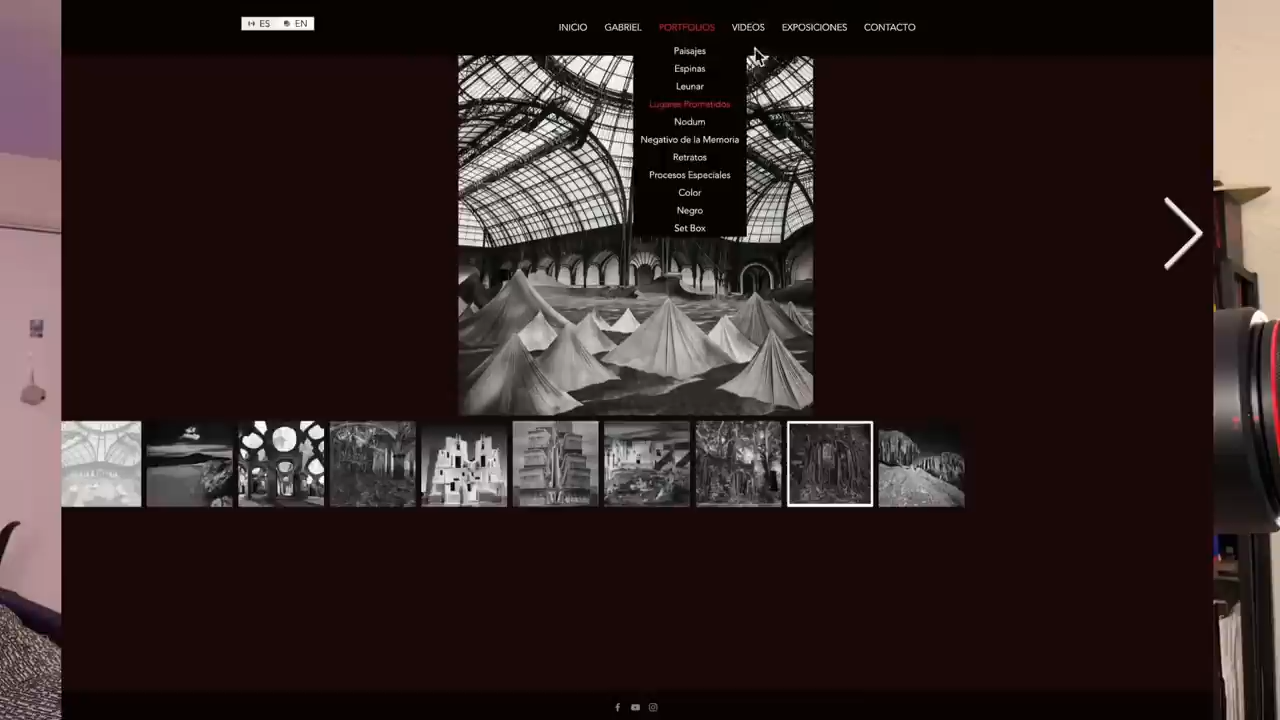 ES EN
INICIO GABRIEL PORTFOLIOS VIDEOS EXPOSICIONES CONTACTO
Paisajes
Espinas
Leunar
Lugares Prometidos
Nodum
Negativo de la Memoria
Retratos
Procesos Especiales
Color
Negro
Set Box